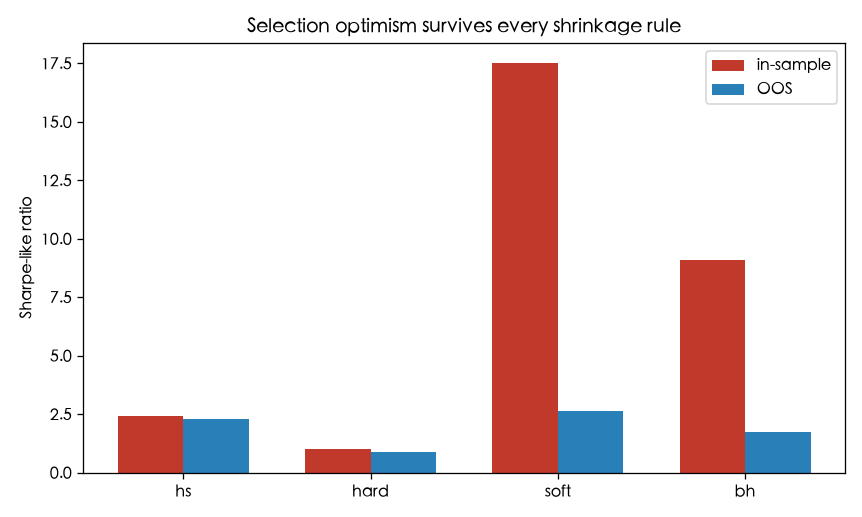 Selection optimism survives every shrinkage rule
in-sample
OOS
Sharpe-like ratio
17.5
15.0
12.5
10.0
7.5
5.0
2.5
0.0
hs
hard
soft
bh